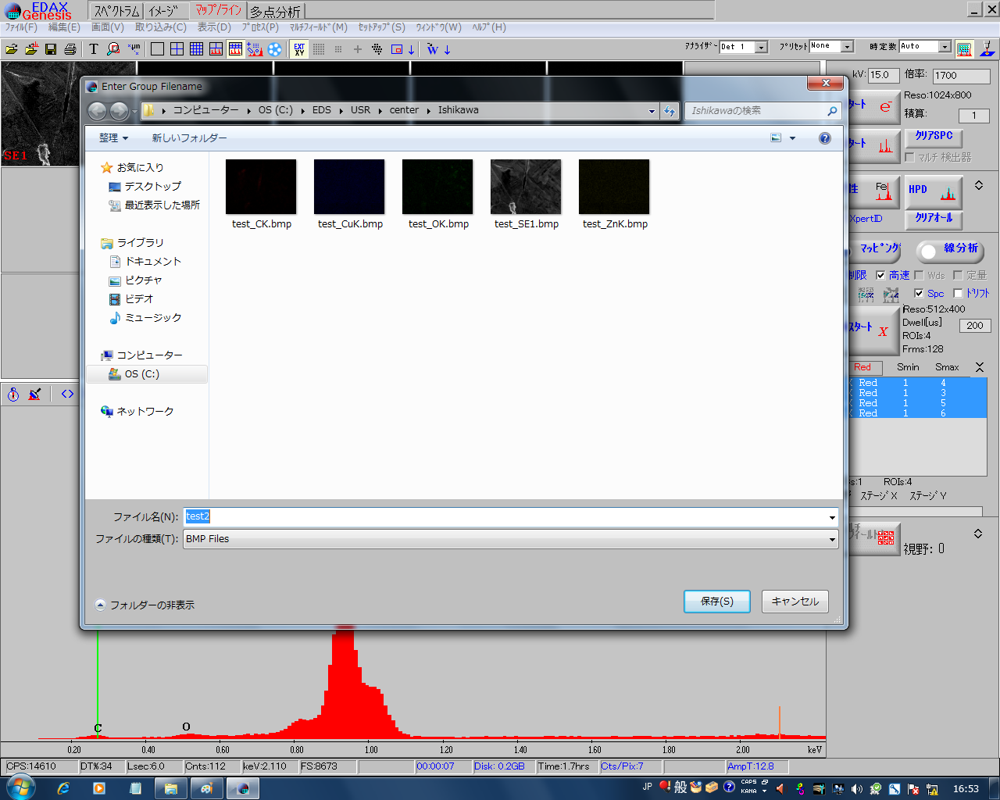 EDAX
Genesis
スペクトラム イメージ マップ/ライン 多点分析
ファイル(F) 編集(E) 画面(V) 取り込み(C) 表示(D) プロセス(P) マルチフィールド(M) セットアップ(S) ウィンドウ(W) ヘルプ(H)
T μm EXT XY W アナライザー Det 1 プリセット None 時定数 Auto
SE1
Enter Group Filename
コンピューター OS (C:) EDS USR center Ishikawa
Ishikawaの検索
整理 新しいフォルダー
お気に入り
デスクトップ
最近表示した場所
ライブラリ
ドキュメント
ピクチャ
ビデオ
ミュージック
コンピューター
OS (C:)
ネットワーク
test_CK.bmp test_CuK.bmp test_OK.bmp test_SE1.bmp test_ZnK.bmp
ファイル名(N): test2
ファイルの種類(T): BMP Files
フォルダーの非表示
保存(S) キャンセル
kV: 15.0 倍率: 1700
Reso:1024x800
タート e⁻
積算: 1
タート クリアSPC
マルチ検出器
性 Fe HPD
XpertID クリアオール
マッピング 線分析
制限 高速 Wds 定量
Spc ドリフト
Reso:512x400
スタート X Dwell[us] 200
ROIs:4
Frms:128
Red Smin Smax
Red 1 4
Red 1 3
Red 1 5
Red 1 6
s:1 ROIs:4
ステージX ステージY
視野: 0
C O
0.20 0.40 0.60 0.80 1.00 1.20 1.40 1.60 1.80 2.00 keV
CPS:14610 DT%:34 Lsec:6.0 Cnts:112 keV:2.110 FS:8673 00:00:07 Disk: 0.2GB Time:1.7hrs Cts/Pix:7 AmpT:12.8
JP 般 CAPS KANA 16:53